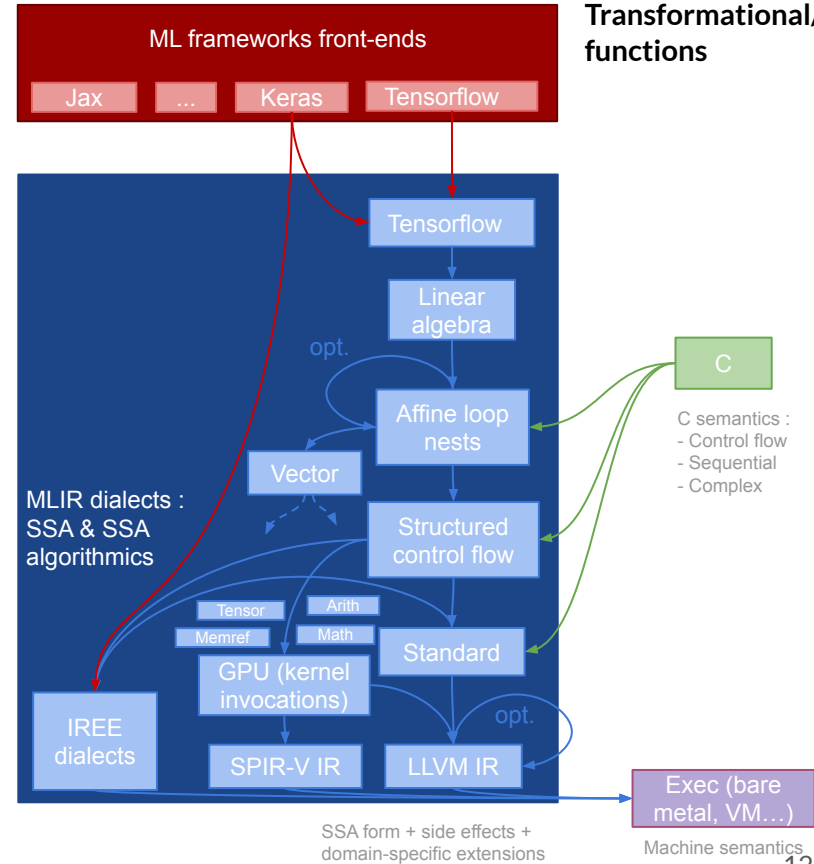 Transformational/
functions
ML frameworks front-ends
Jax
...
Keras
Tensorflow
Tensorflow
Linear
algebra
opt.
Affine loop
nests
C
C semantics :
- Control flow
- Sequential
- Complex
Vector
MLIR dialects :
SSA & SSA
algorithmics
Structured
control flow
Tensor
Arith
Memref
Math
Standard
GPU (kernel
invocations)
IREE
dialects
opt.
SPIR-V IR
LLVM IR
Exec (bare
metal, VM…)
SSA form + side effects +
domain-specific extensions
Machine semantics
12